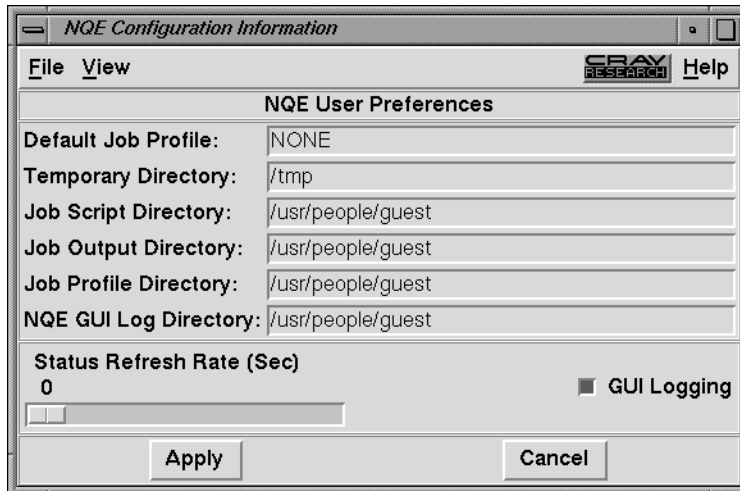 NQE Configuration Information
File View CRAY RESEARCH Help
NQE User Preferences
Default Job Profile: NONE
Temporary Directory: /tmp
Job Script Directory: /usr/people/guest
Job Output Directory: /usr/people/guest
Job Profile Directory: /usr/people/guest
NQE GUI Log Directory: /usr/people/guest
Status Refresh Rate (Sec)
0
GUI Logging
Apply Cancel